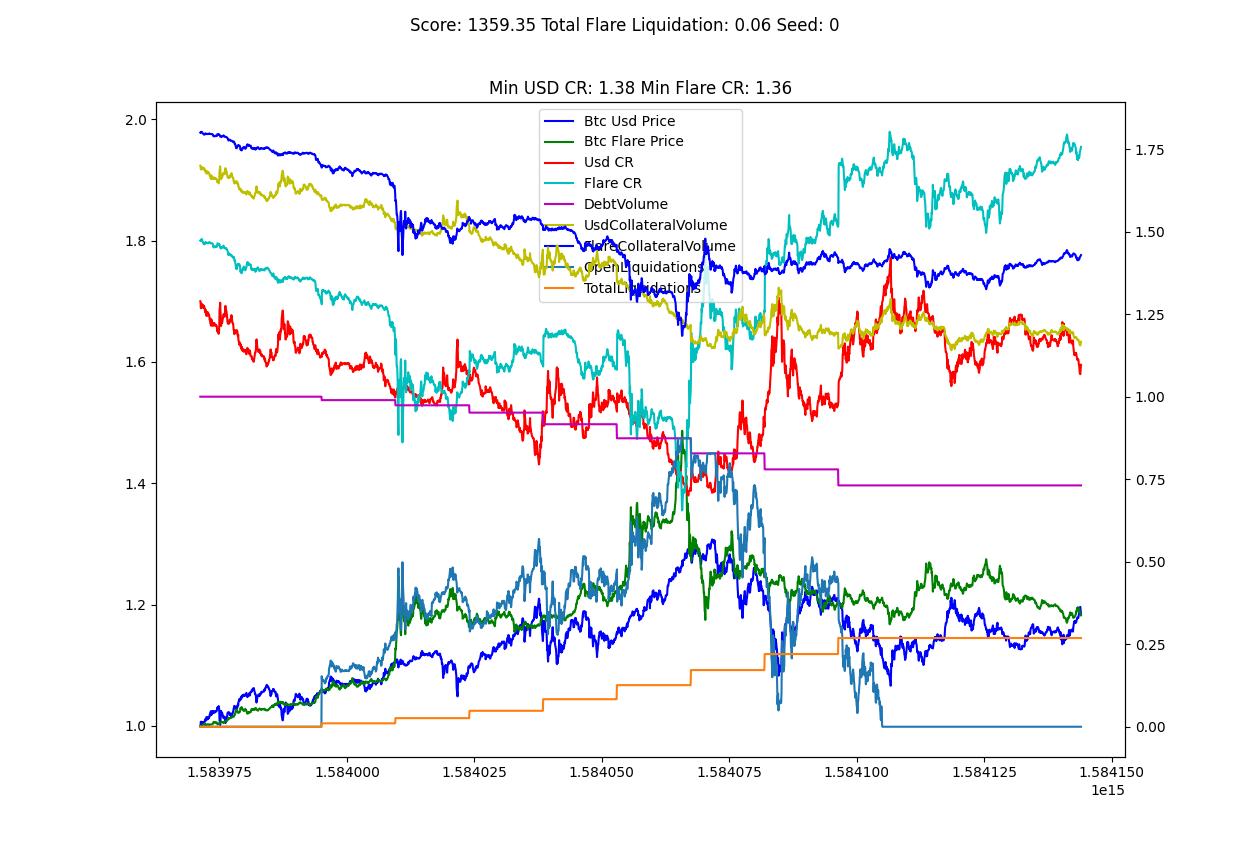 Score: 1359.35 Total Flare Liquidation: 0.06 Seed: 0
Min USD CR: 1.38 Min Flare CR: 1.36
Btc Usd Price
Btc Flare Price
Usd CR
Flare CR
DebtVolume
UsdCollateralVolume
FlareCollateralVolume
OpenLiquidations
TotalLiquidations
2.0
1.8
1.6
1.4
1.2
1.0
1.75
1.50
1.25
1.00
0.75
0.50
0.25
0.00
1.583975 1.584000 1.584025 1.584050 1.584075 1.584100 1.584125 1.584150
1e15